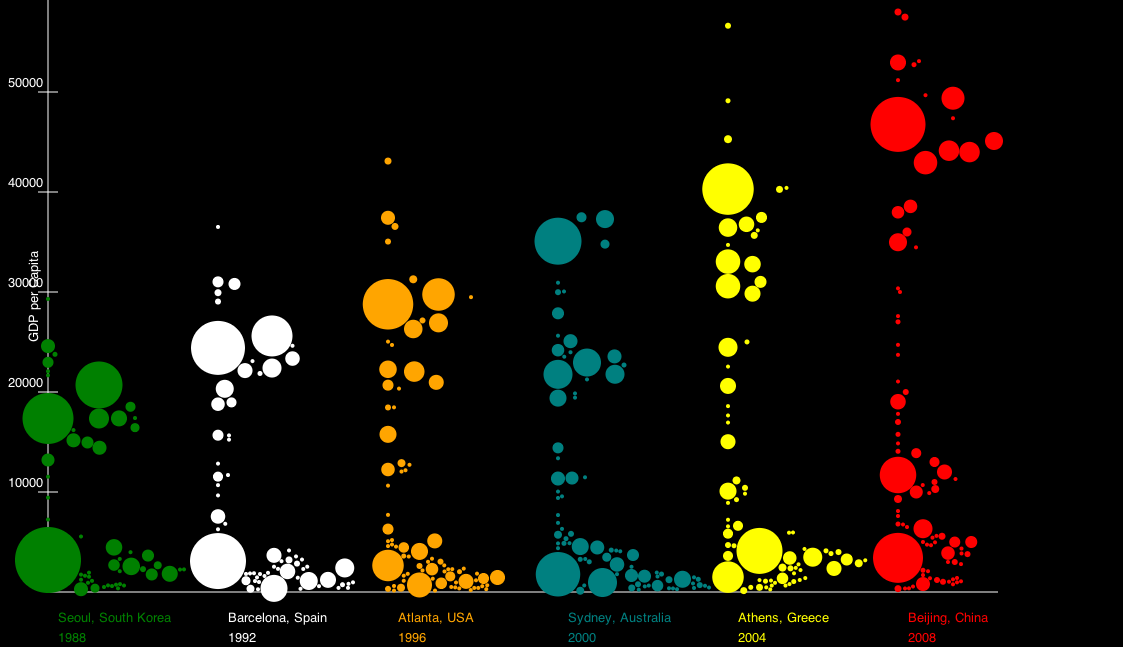 50000
40000
30000
20000
10000
GDP per capita
Seoul, South Korea
1988
Barcelona, Spain
1992
Atlanta, USA
1996
Sydney, Australia
2000
Athens, Greece
2004
Beijing, China
2008